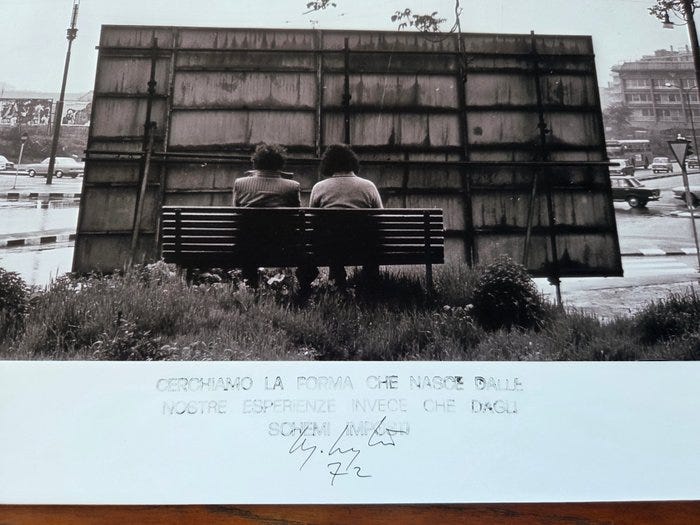 CERCHIAMO LA FORMA CHE NASCE DALLE
NOSTRE ESPERIENZE INVECE CHE DAGLI
SCHEMI IMPOSTI
72